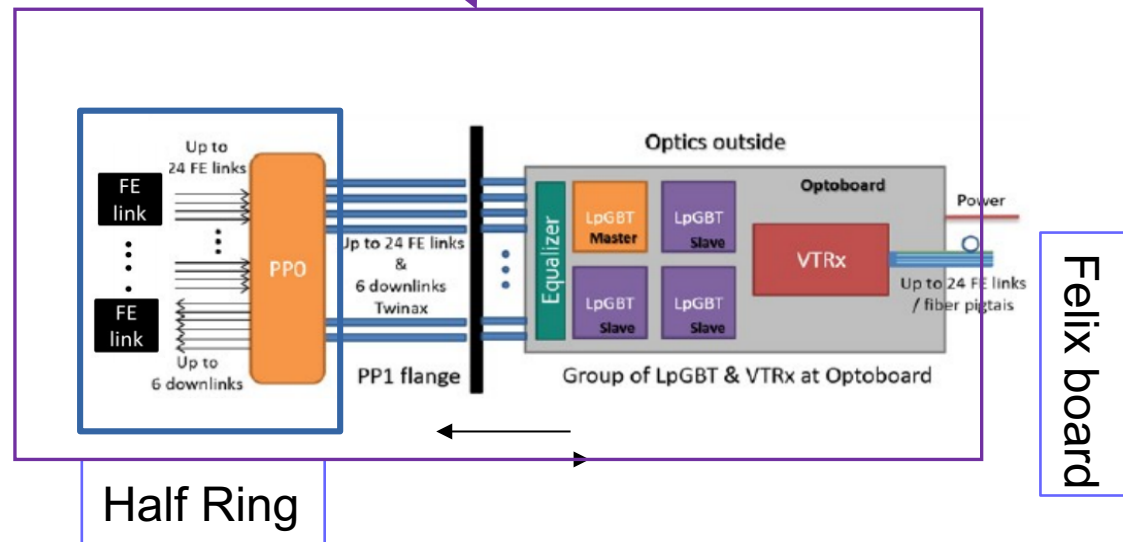 Up to
24 FE links
FE
link
FE
link
Up to
6 downlinks
PP0
Up to 24 FE links
&
6 downlinks
Twinax
PP1 flange
Optics outside
Optoboard
Equalizer
LpGBT
Master
LpGBT
Slave
LpGBT
Slave
LpGBT
Slave
VTRx
Power
Up to 24 FE links
/ fiber pigtais
Group of LpGBT & VTRx at Optoboard
Half Ring
Felix board